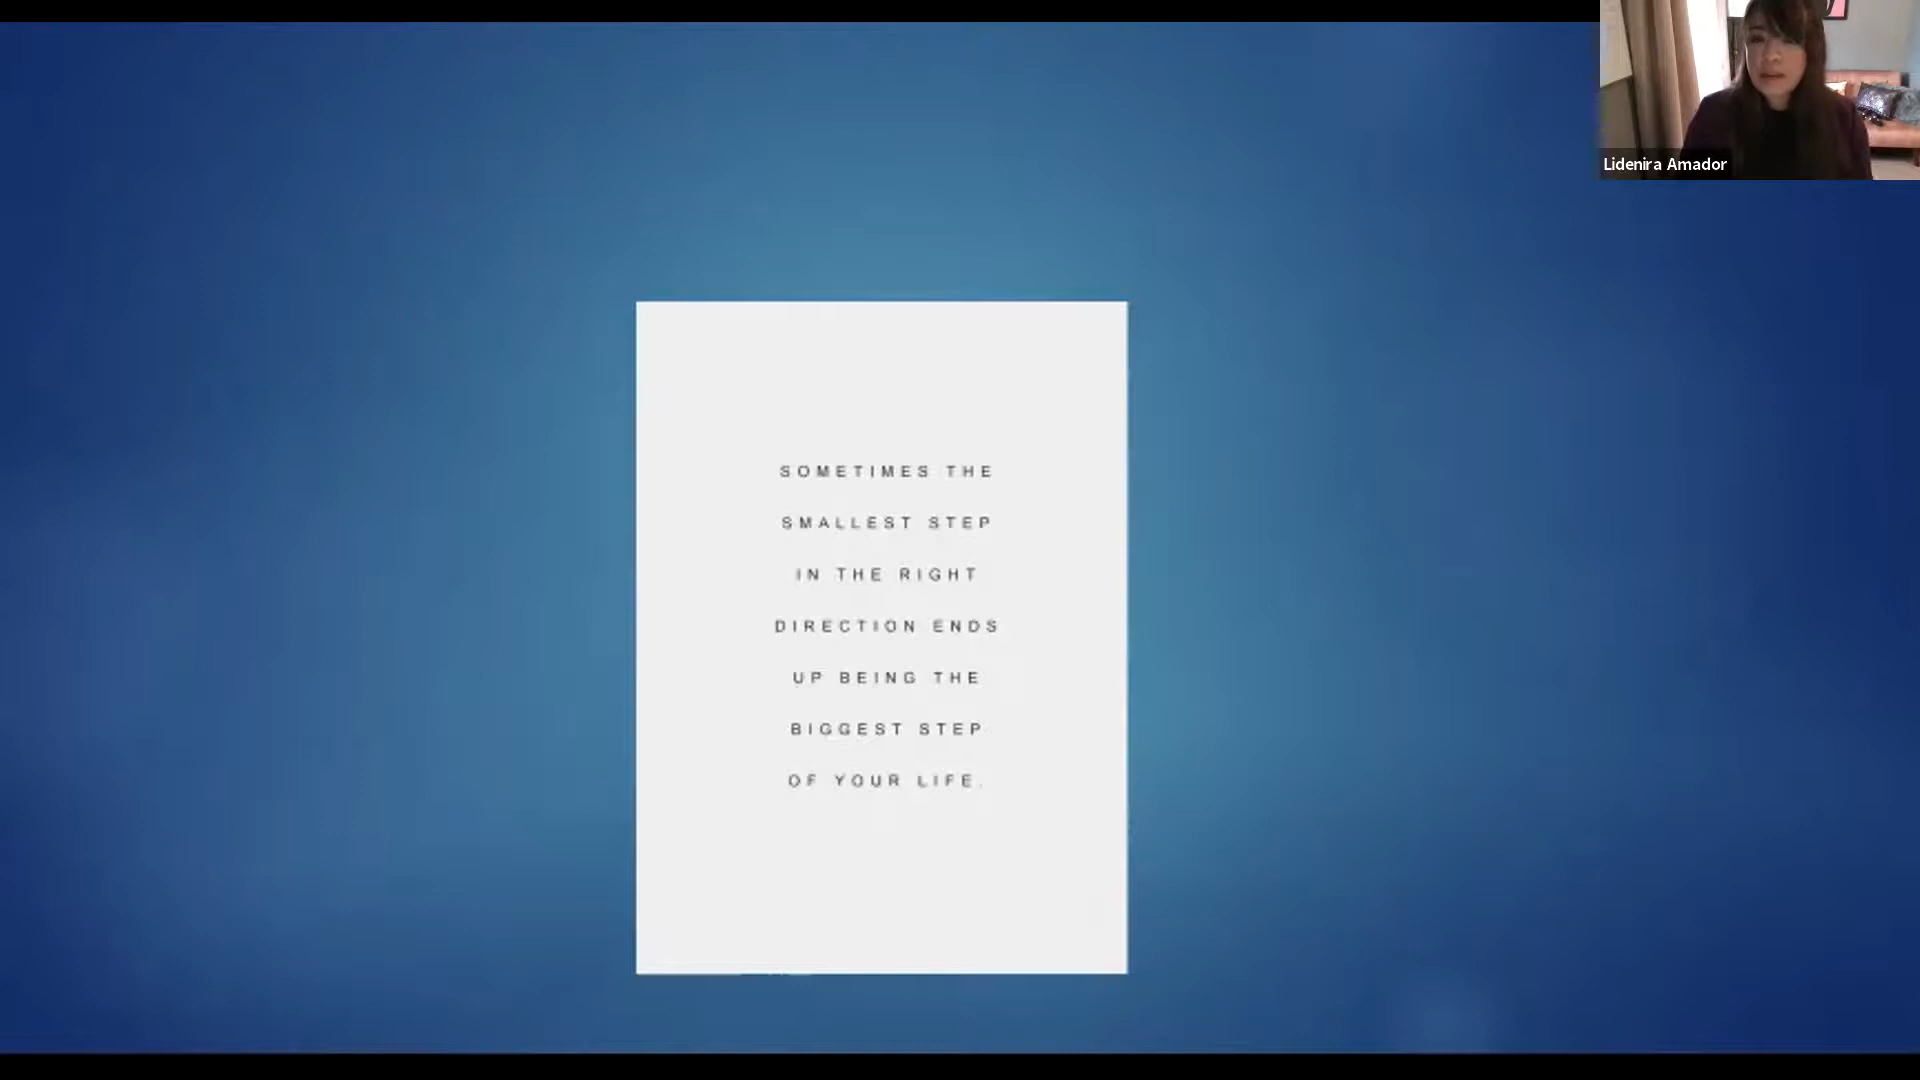 Lidenira Amador
SOMETIMES THE
SMALLEST STEP
IN THE RIGHT
DIRECTION ENDS
UP BEING THE
BIGGEST STEP
OF YOUR LIFE.